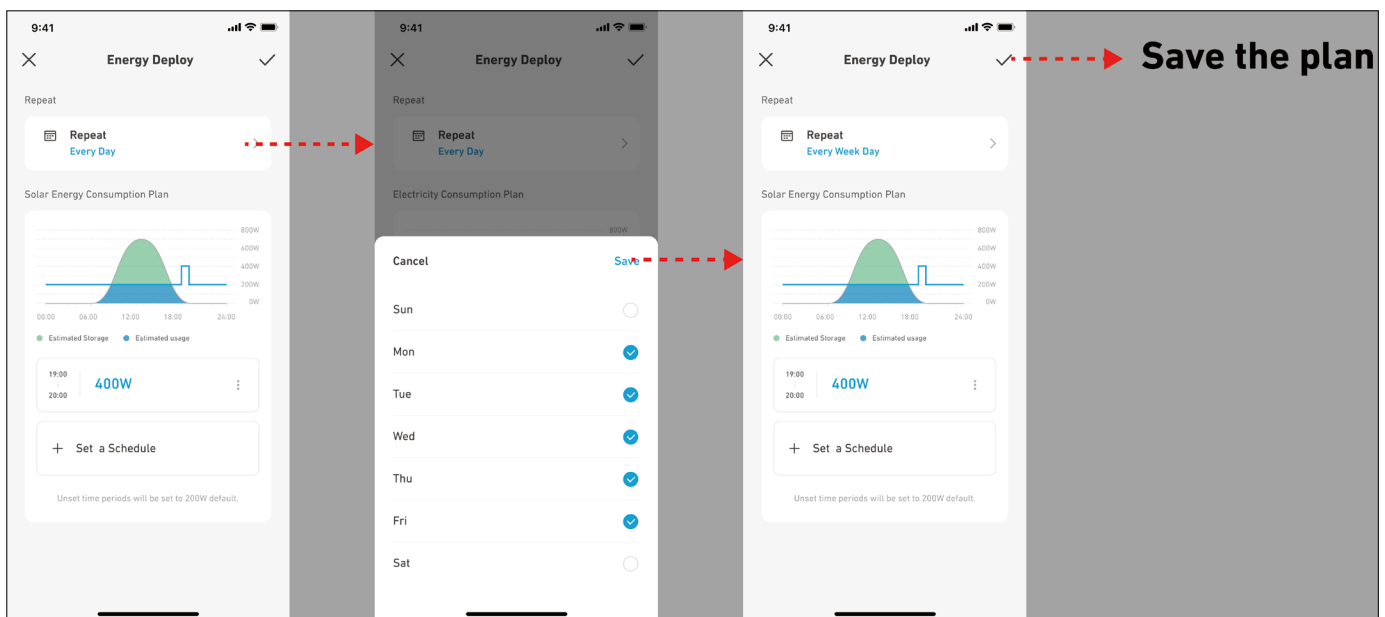 9:41
Energy Deploy
Repeat
Repeat
Every Day
Solar Energy Consumption Plan
800W
600W
400W
200W
0W
00:00 06:00 12:00 18:00 24:00
Estimated Storage Estimated usage
19:00
20:00
400W
+ Set a Schedule
Unset time periods will be set to 200W default.
9:41
Energy Deploy
Repeat
Repeat
Every Day
Electricity Consumption Plan
800W
Cancel Save
Sun
Mon
Tue
Wed
Thu
Fri
Sat
9:41
Energy Deploy
Repeat
Repeat
Every Week Day
Solar Energy Consumption Plan
800W
600W
400W
200W
0W
00:00 06:00 12:00 18:00 24:00
Estimated Storage Estimated usage
19:00
20:00
400W
+ Set a Schedule
Unset time periods will be set to 200W default.
Save the plan